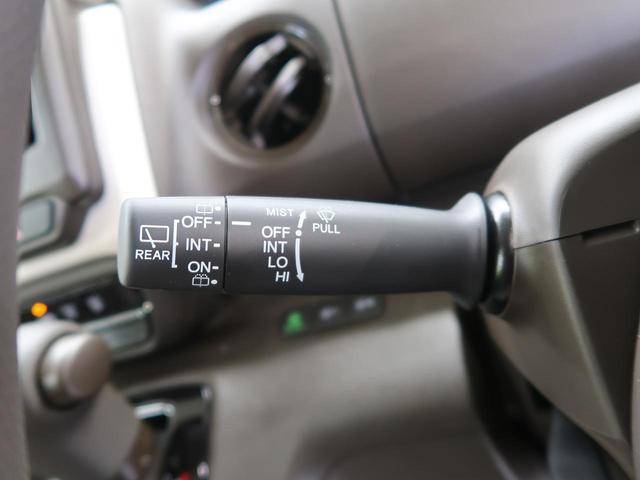 REAR
OFF
INT
ON
MIST
PULL
OFF
INT
LO
HI